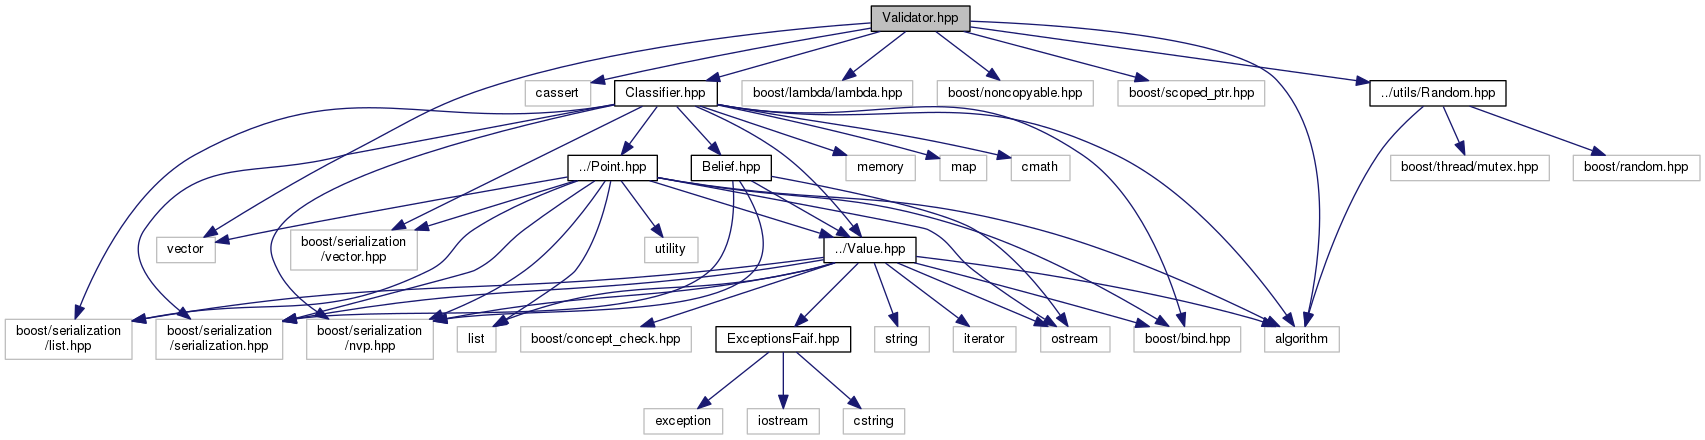 Validator.hpp
cassert
Classifier.hpp
boost/lambda/lambda.hpp
boost/noncopyable.hpp
boost/scoped_ptr.hpp
../utils/Random.hpp
../Point.hpp
Belief.hpp
memory
map
cmath
boost/thread/mutex.hpp
boost/random.hpp
vector
boost/serialization
/vector.hpp
utility
../Value.hpp
boost/serialization
/list.hpp
boost/serialization
/serialization.hpp
boost/serialization
/nvp.hpp
list
boost/concept_check.hpp
ExceptionsFaif.hpp
string
iterator
ostream
boost/bind.hpp
algorithm
exception
iostream
cstring